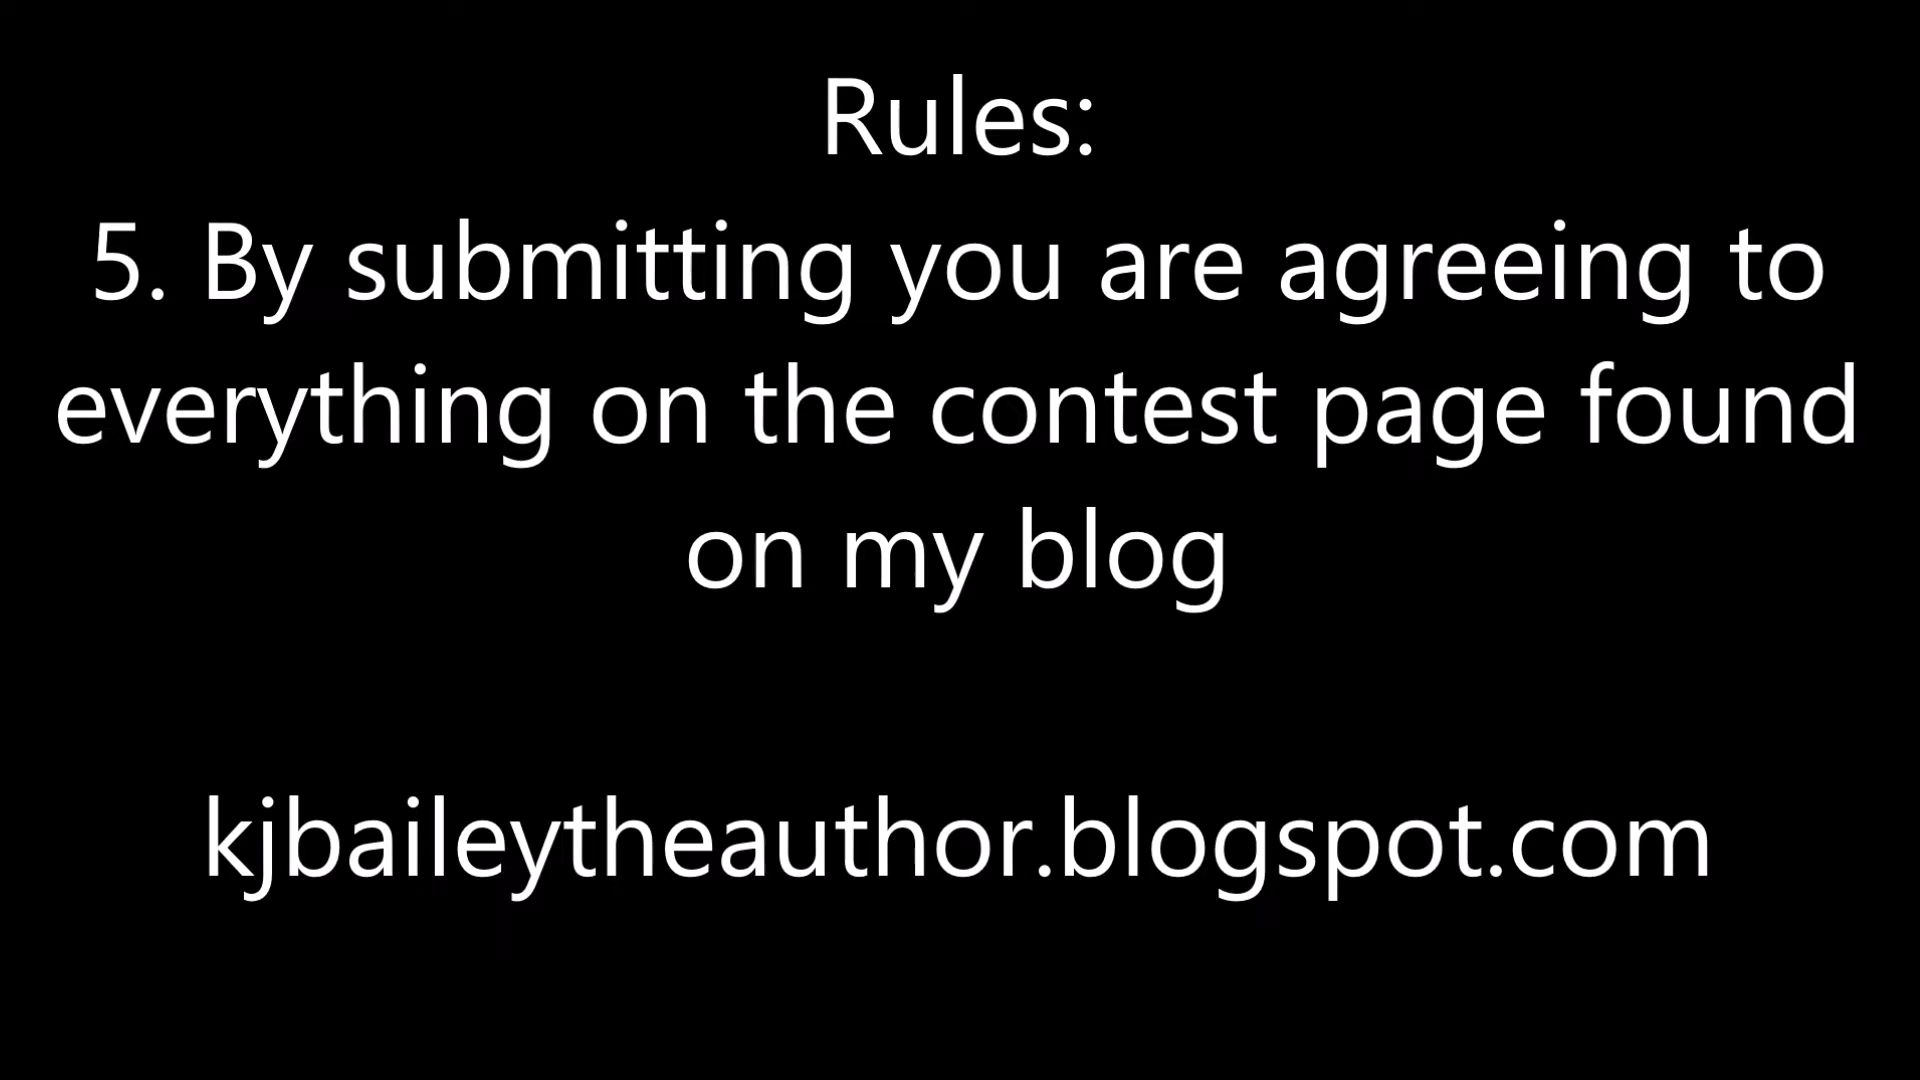 Rules:
5. By submitting you are agreeing to
everything on the contest page found
on my blog
kjbaileytheauthor.blogspot.com